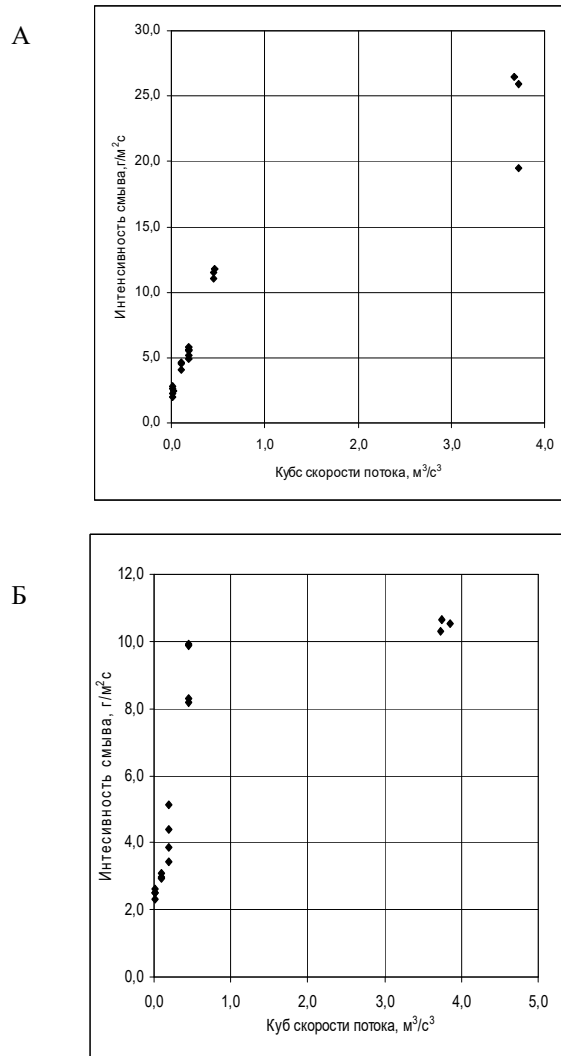 А
30,0
25,0
20,0
15,0
10,0
5,0
0,0
Интенсивность смыва,г/м²с
0,0 1,0 2,0 3,0 4,0
Кубс скорости потока, м³/с³
Б
12,0
10,0
8,0
6,0
4,0
2,0
0,0
Интесивность смыва, г/м²с
0,0 1,0 2,0 3,0 4,0 5,0
Куб скорости потока, м³/с³